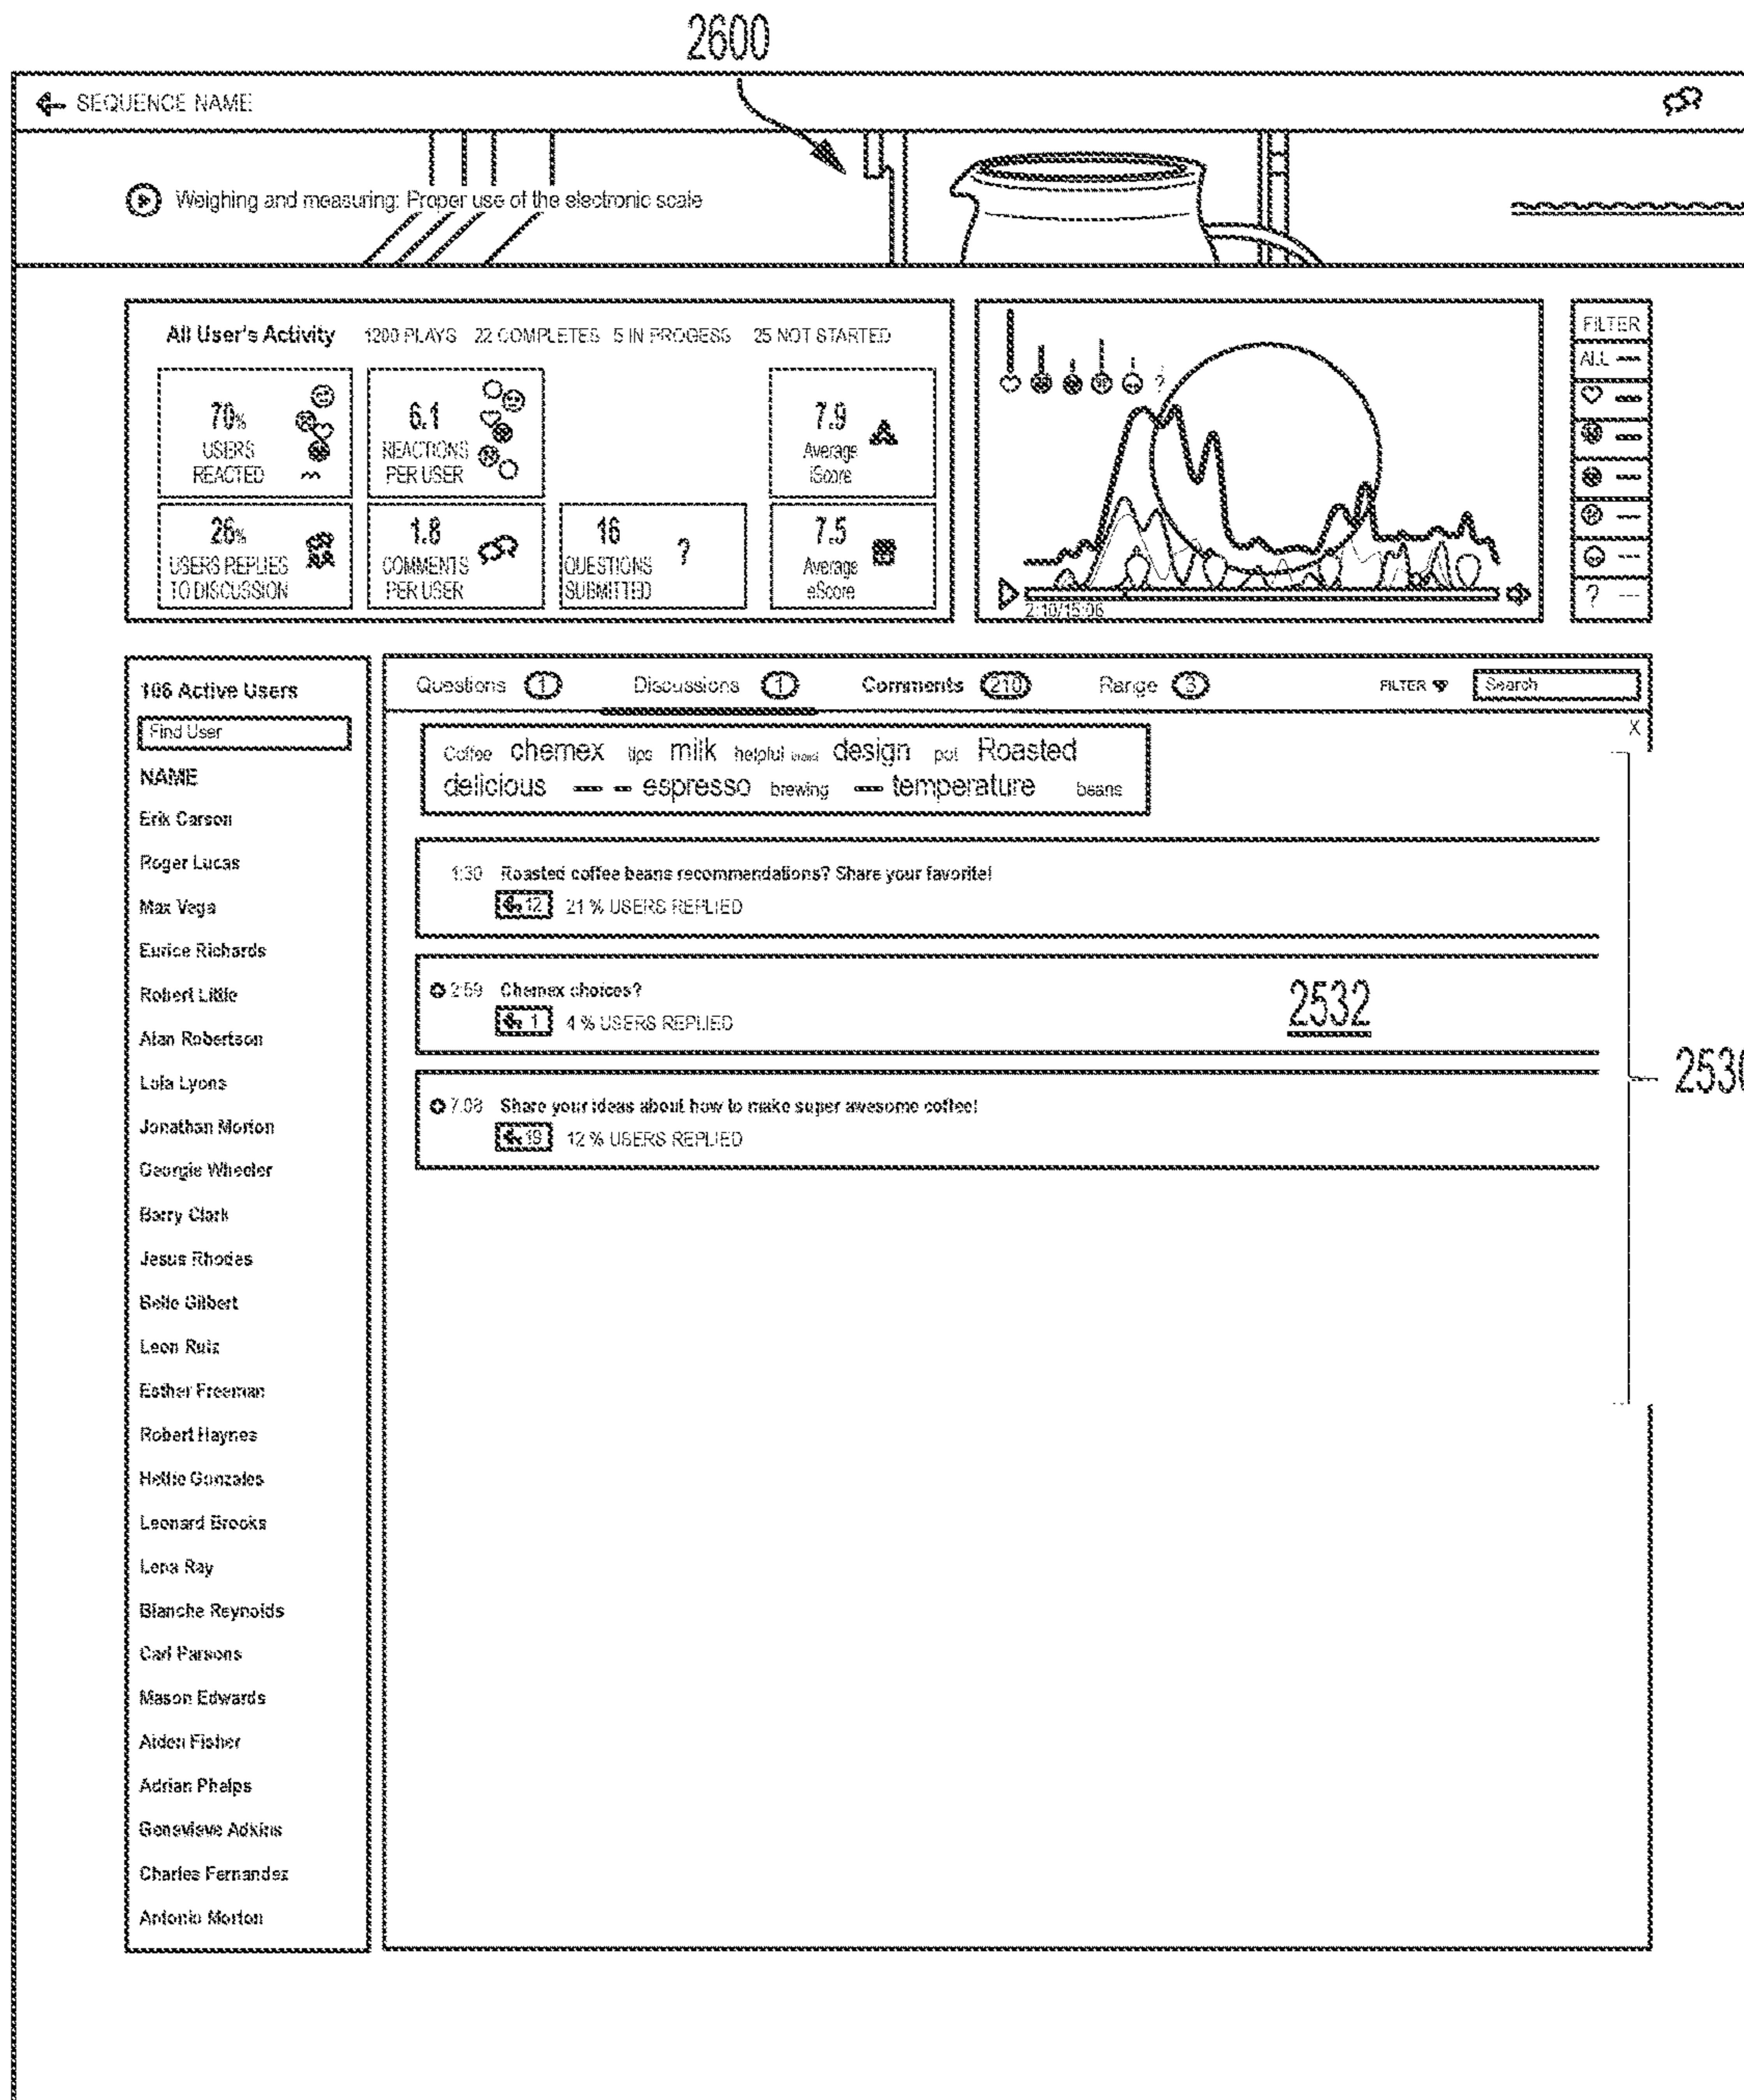 2600
SEQUENCE NAME
Weighing and measuring: Proper use of the electronic scale
All User's Activity 1200 PLAYS 22 COMPLETES 5 IN PROGESS 25 NOT STARTED
70%
USERS
REACTED
6.1
REACTIONS
PER USER
7.9
Average
iScore
26%
USERS REPLIES
TO DISCUSSION
1.8
COMMENTS
PER USER
16
QUESTIONS
SUBMITTED
?
7.5
Average
eScore
?
2:10/15:06
FILTER
ALL
?
106 Active Users
Find User
NAME
Erik Carson
Roger Lucas
Max Vega
Eurice Richards
Robert Little
Alan Robertson
Lola Lyons
Jonathan Morton
Georgie Wheeler
Barry Clark
Jesus Rhodes
Belle Gilbert
Leon Ruiz
Esther Freeman
Robert Haynes
Hettie Gonzales
Leonard Brooks
Lena Ray
Blanche Reynolds
Carl Parsons
Mason Edwards
Aiden Fisher
Adrian Phelps
Genevieve Adkins
Charles Fernandez
Antonio Morton
Questions 1 Discussions 1 Comments 210 Range 3 FILTER Search
X
Coffee chemex tips milk helpful design pot Roasted
delicious espresso brewing temperature beans
1:30 Roasted coffee beans recommendations? Share your favorite!
12 21 % USERS REPLIED
2:59 Chemex choices?
1 4 % USERS REPLIED
2532
7:08 Share your ideas about how to make super awesome coffee!
19 12 % USERS REPLIED
2530